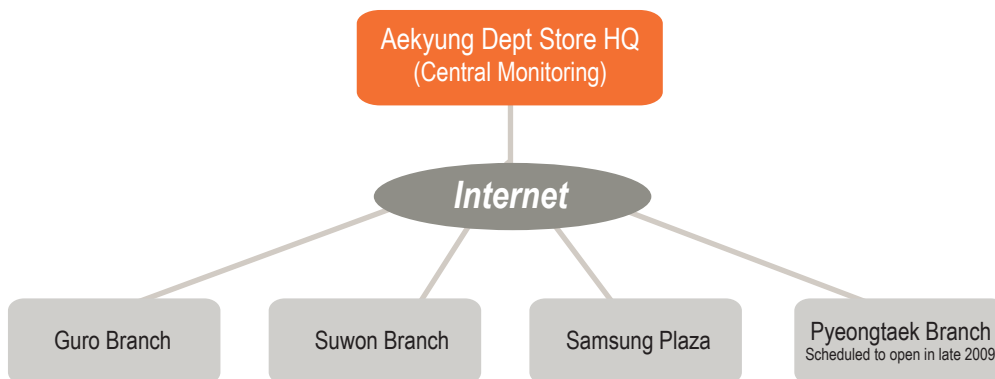 Aekyung Dept Store HQ
(Central Monitoring)
Internet
Guro Branch
Suwon Branch
Samsung Plaza
Pyeongtaek Branch
Scheduled to open in late 2009